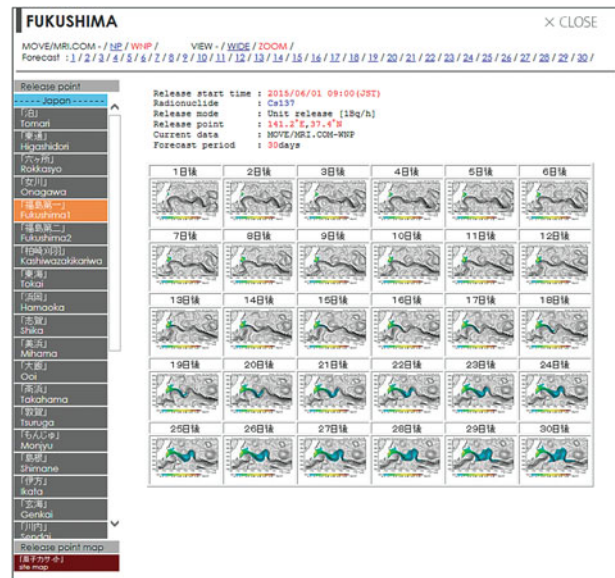 FUKUSHIMA
× CLOSE
MOVE/MRI.COM - / NP / WNP / VIEW - / WIDE / ZOOM /
Forecast : 1 / 2 / 3 / 4 / 5 / 6 / 7 / 8 / 9 / 10 / 11 / 12 / 13 / 14 / 15 / 16 / 17 / 18 / 19 / 20 / 21 / 22 / 23 / 24 / 25 / 26 / 27 / 28 / 29 / 30 /
Release point
----- Japan ------
「泊」
Tomari
「東通」
Higashidori
「六ヶ所」
Rokkasyo
「女川」
Onagawa
「福島第一」
Fukushima1
「福島第二」
Fukushima2
「柏崎刈羽」
Kashiwazakikariwa
「東海」
Tokai
「浜岡」
Hamaoka
「志賀」
Shika
「美浜」
Mihama
「大飯」
Ooi
「高浜」
Takahama
「敦賀」
Tsuruga
「もんじゅ」
Monjyu
「島根」
Shimane
「伊方」
Ikata
「玄海」
Genkai
「川内」
Sendai
Release point map
site map
Release start time : 2015/06/01 09:00(JST)
Radionuclide : Cs137
Release mode : Unit release [1Bq/h]
Release point : 141.2°E,37.4°N
Current data : MOVE/MRI.COM-WNP
Forecast period : 30days
1日後 2日後 3日後 4日後 5日後 6日後
7日後 8日後 9日後 10日後 11日後 12日後
13日後 14日後 15日後 16日後 17日後 18日後
19日後 20日後 21日後 22日後 23日後 24日後
25日後 26日後 27日後 28日後 29日後 30日後